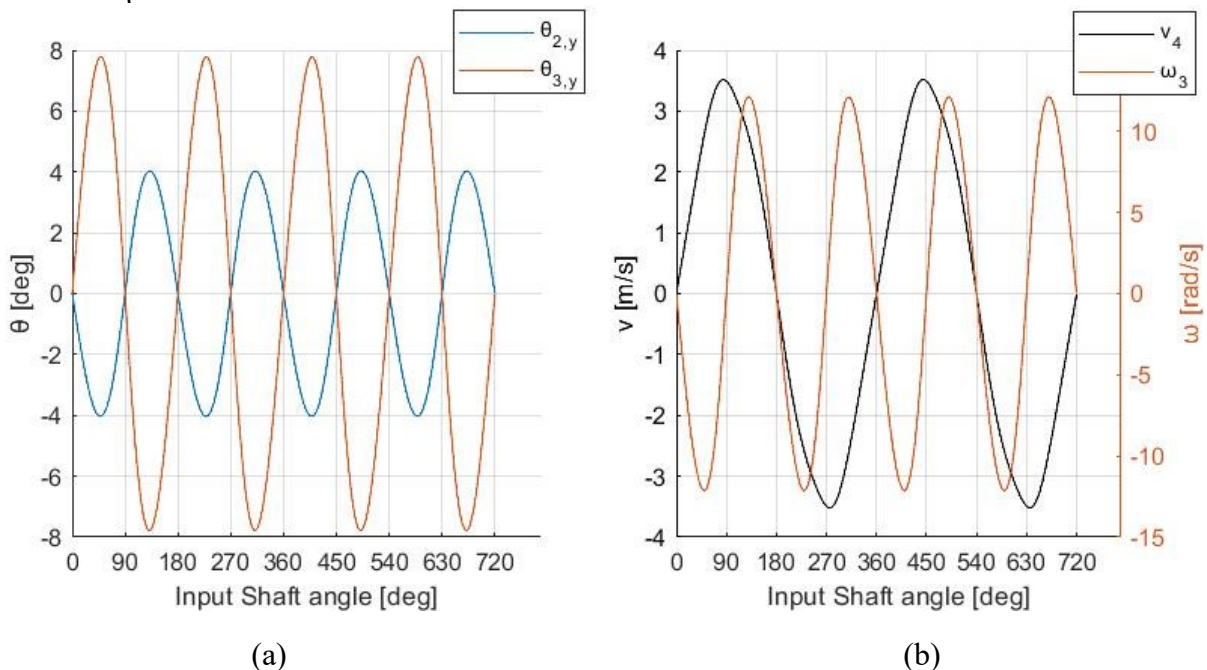 8
6
4
2
0
-2
-4
-6
-8
θ [deg]
0 90 180 270 360 450 540 630 720
Input Shaft angle [deg]
θ2,y
θ3,y
(a)
4
3
2
1
0
-1
-2
-3
-4
v [m/s]
0 90 180 270 360 450 540 630 720
Input Shaft angle [deg]
v4
ω3
10
5
0
-5
-10
-15
ω [rad/s]
(b)